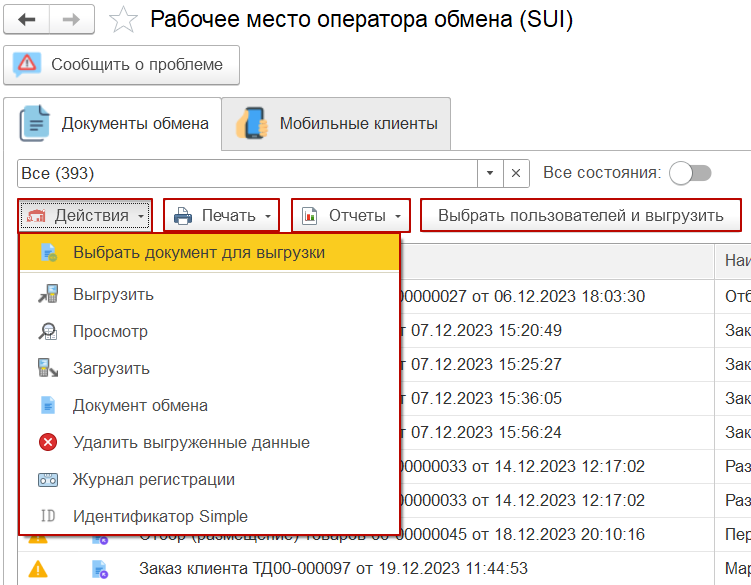 Рабочее место оператора обмена (SUI)
Сообщить о проблеме
Документы обмена
Мобильные клиенты
Все (393)
Все состояния:
Действия
Печать
Отчеты
Выбрать пользователей и выгрузить
Выбрать документ для выгрузки
Выгрузить
00000027 от 06.12.2023 18:03:30
Просмотр
от 07.12.2023 15:20:49
Зак
Загрузить
т 07.12.2023 15:25:27
Зак
Документ обмена
т 07.12.2023 15:36:05
Зак
Удалить выгруженные данные
т 07.12.2023 15:56:24
Зак
Журнал регистрации
00000033 от 14.12.2023 12:17:02
Раз
00000033 от 14.12.2023 12:17:02
Раз
ID Идентификатор Simple
Отбор (размещение) товаров 00-00000045 от 18.12.2023 20:10:16
Пер
Заказ клиента ТД00-000097 от 19.12.2023 11:44:53
Мар